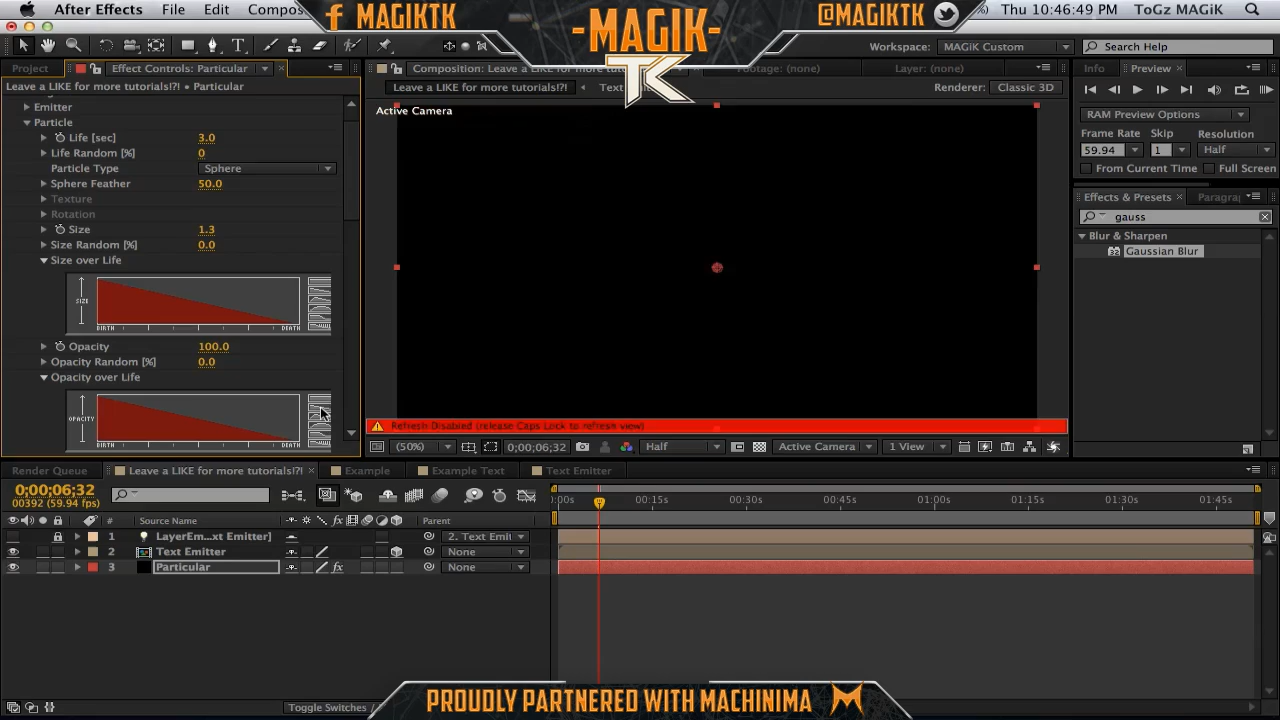 After Effects File Edit Compos
MAGIKTK
-MAGIK-
TK
@MAGIKTK
Thu 10:46:49 PM ToGz MAGiK
Workspace: MAGiK Custom
Search Help
Project
Effect Controls: Particular
Composition: Leave a LIKE for more tu
Footage: (none)
Layer: (none)
Info
Preview
Leave a LIKE for more tutorials!?! • Particular
Leave a LIKE for more tutorials!?!
Text
Renderer: Classic 3D
Active Camera
RAM Preview Options
Frame Rate Skip Resolution
59.94 1 Half
From Current Time Full Screen
Effects & Presets
Paragra
gauss
Blur & Sharpen
32 Gaussian Blur
Emitter
Particle
Life [sec] 3.0
Life Random [%] 0
Particle Type Sphere
Sphere Feather 50.0
Texture
Rotation
Size 1.3
Size Random [%] 0.0
Size over Life
SIZE
BIRTH DEATH
Opacity 100.0
Opacity Random [%] 0.0
Opacity over Life
OPACITY
BIRTH DEATH
Refresh Disabled (release Caps Lock to refresh view)
(50%) 0;00;06;32 Half Active Camera 1 View
Render Queue
Leave a LIKE for more tutorials!?!
Example
Example Text
Text Emitter
0;00;06;32
00392 (59.94 fps)
:00s 00:15s 00:30s 00:45s 01:00s 01:15s 01:30s 01:45s
# Source Name fx Parent
1 LayerEm...xt Emitter] 2. Text Emit
2 Text Emitter None
3 Particular fx None
Toggle Switches /
PROUDLY PARTNERED WITH MACHINIMA